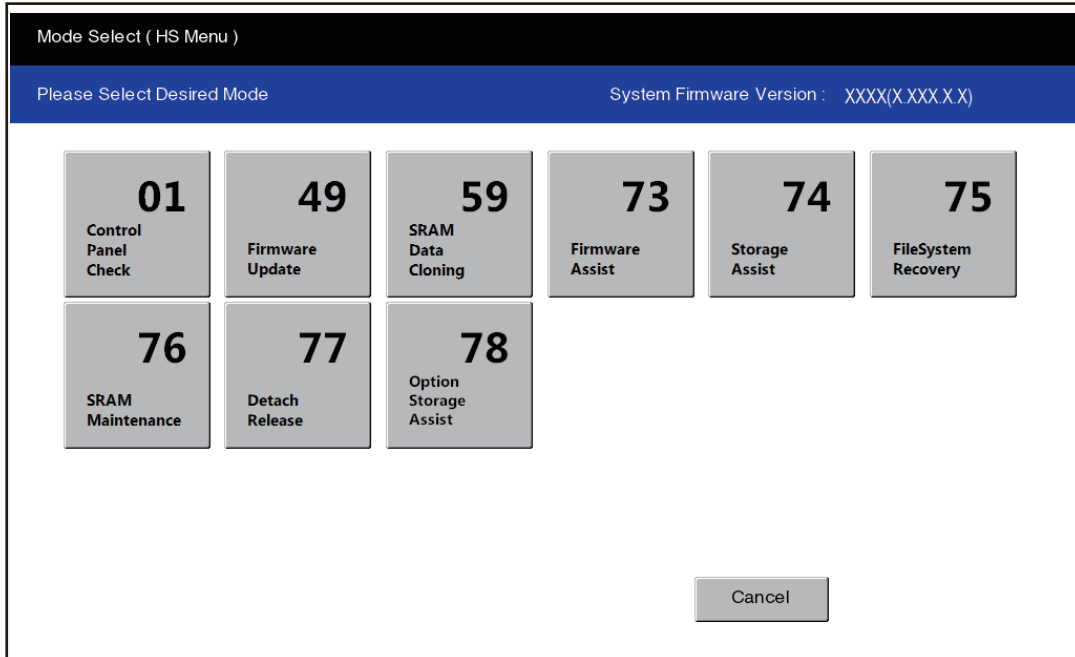 Mode Select ( HS Menu )
Please Select Desired Mode
System Firmware Version : XXXX(X.XXX.X.X)
01
Control
Panel
Check
49
Firmware
Update
59
SRAM
Data
Cloning
73
Firmware
Assist
74
Storage
Assist
75
FileSystem
Recovery
76
SRAM
Maintenance
77
Detach
Release
78
Option
Storage
Assist
Cancel